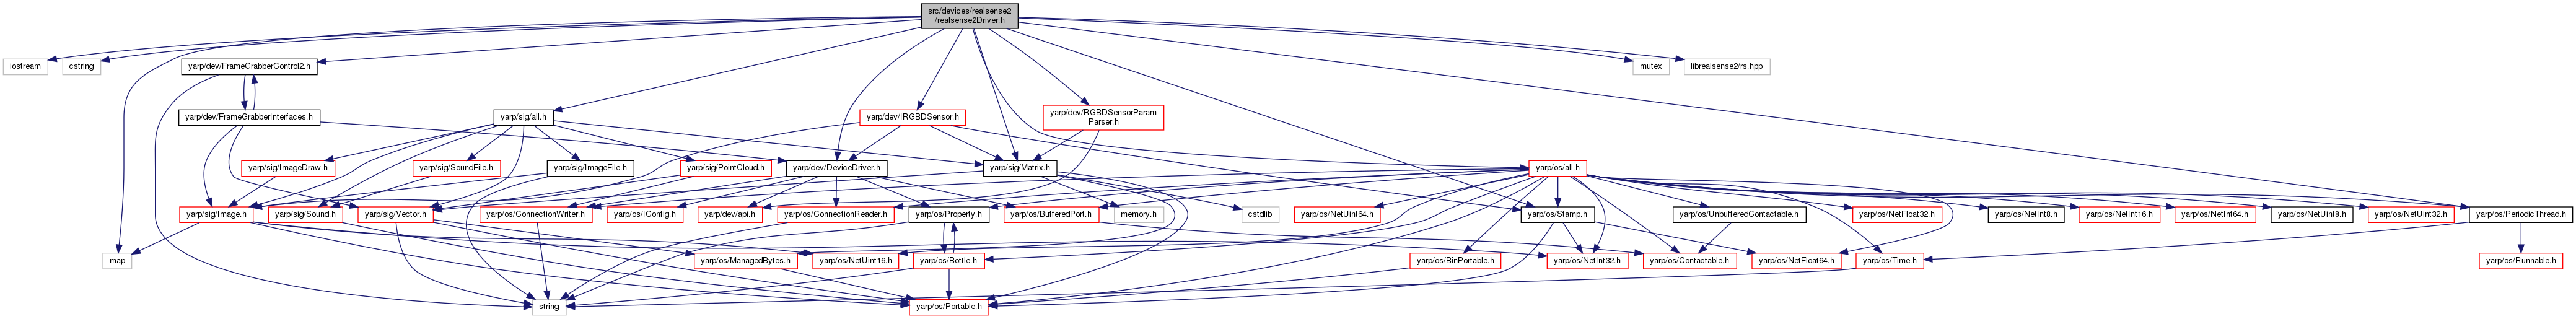 src/devices/realsense2
/realsense2Driver.h
iostream
cstring
yarp/dev/FrameGrabberControl2.h
mutex
librealsense2/rs.hpp
yarp/dev/FrameGrabberInterfaces.h
yarp/sig/all.h
yarp/dev/IRGBDSensor.h
yarp/dev/RGBDSensorParam
Parser.h
yarp/sig/ImageDraw.h
yarp/sig/SoundFile.h
yarp/sig/ImageFile.h
yarp/sig/PointCloud.h
yarp/dev/DeviceDriver.h
yarp/sig/Matrix.h
yarp/os/all.h
yarp/sig/Image.h
yarp/sig/Sound.h
yarp/sig/Vector.h
yarp/os/ConnectionWriter.h
yarp/os/IConfig.h
yarp/dev/api.h
yarp/os/ConnectionReader.h
yarp/os/Property.h
yarp/os/BufferedPort.h
memory.h
cstdlib
yarp/os/NetUint64.h
yarp/os/Stamp.h
yarp/os/UnbufferedContactable.h
yarp/os/NetFloat32.h
yarp/os/NetInt8.h
yarp/os/NetInt16.h
yarp/os/NetInt64.h
yarp/os/NetUint8.h
yarp/os/NetUint32.h
yarp/os/PeriodicThread.h
map
yarp/os/ManagedBytes.h
yarp/os/NetUint16.h
yarp/os/Bottle.h
yarp/os/BinPortable.h
yarp/os/NetInt32.h
yarp/os/Contactable.h
yarp/os/NetFloat64.h
yarp/os/Time.h
yarp/os/Runnable.h
string
yarp/os/Portable.h